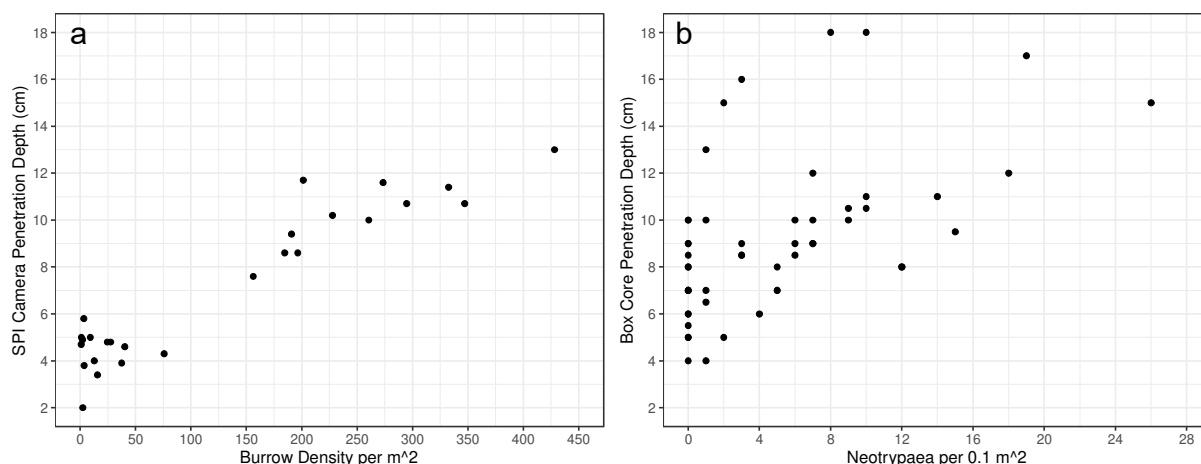 a
18
16
14
12
10
8
6
4
2
SPI Camera Penetration Depth (cm)
0 50 100 150 200 250 300 350 400 450
Burrow Density per m^2
b
18
16
14
12
10
8
6
4
2
Box Core Penetration Depth (cm)
0 4 8 12 16 20 24 28
Neotrypaea per 0.1 m^2